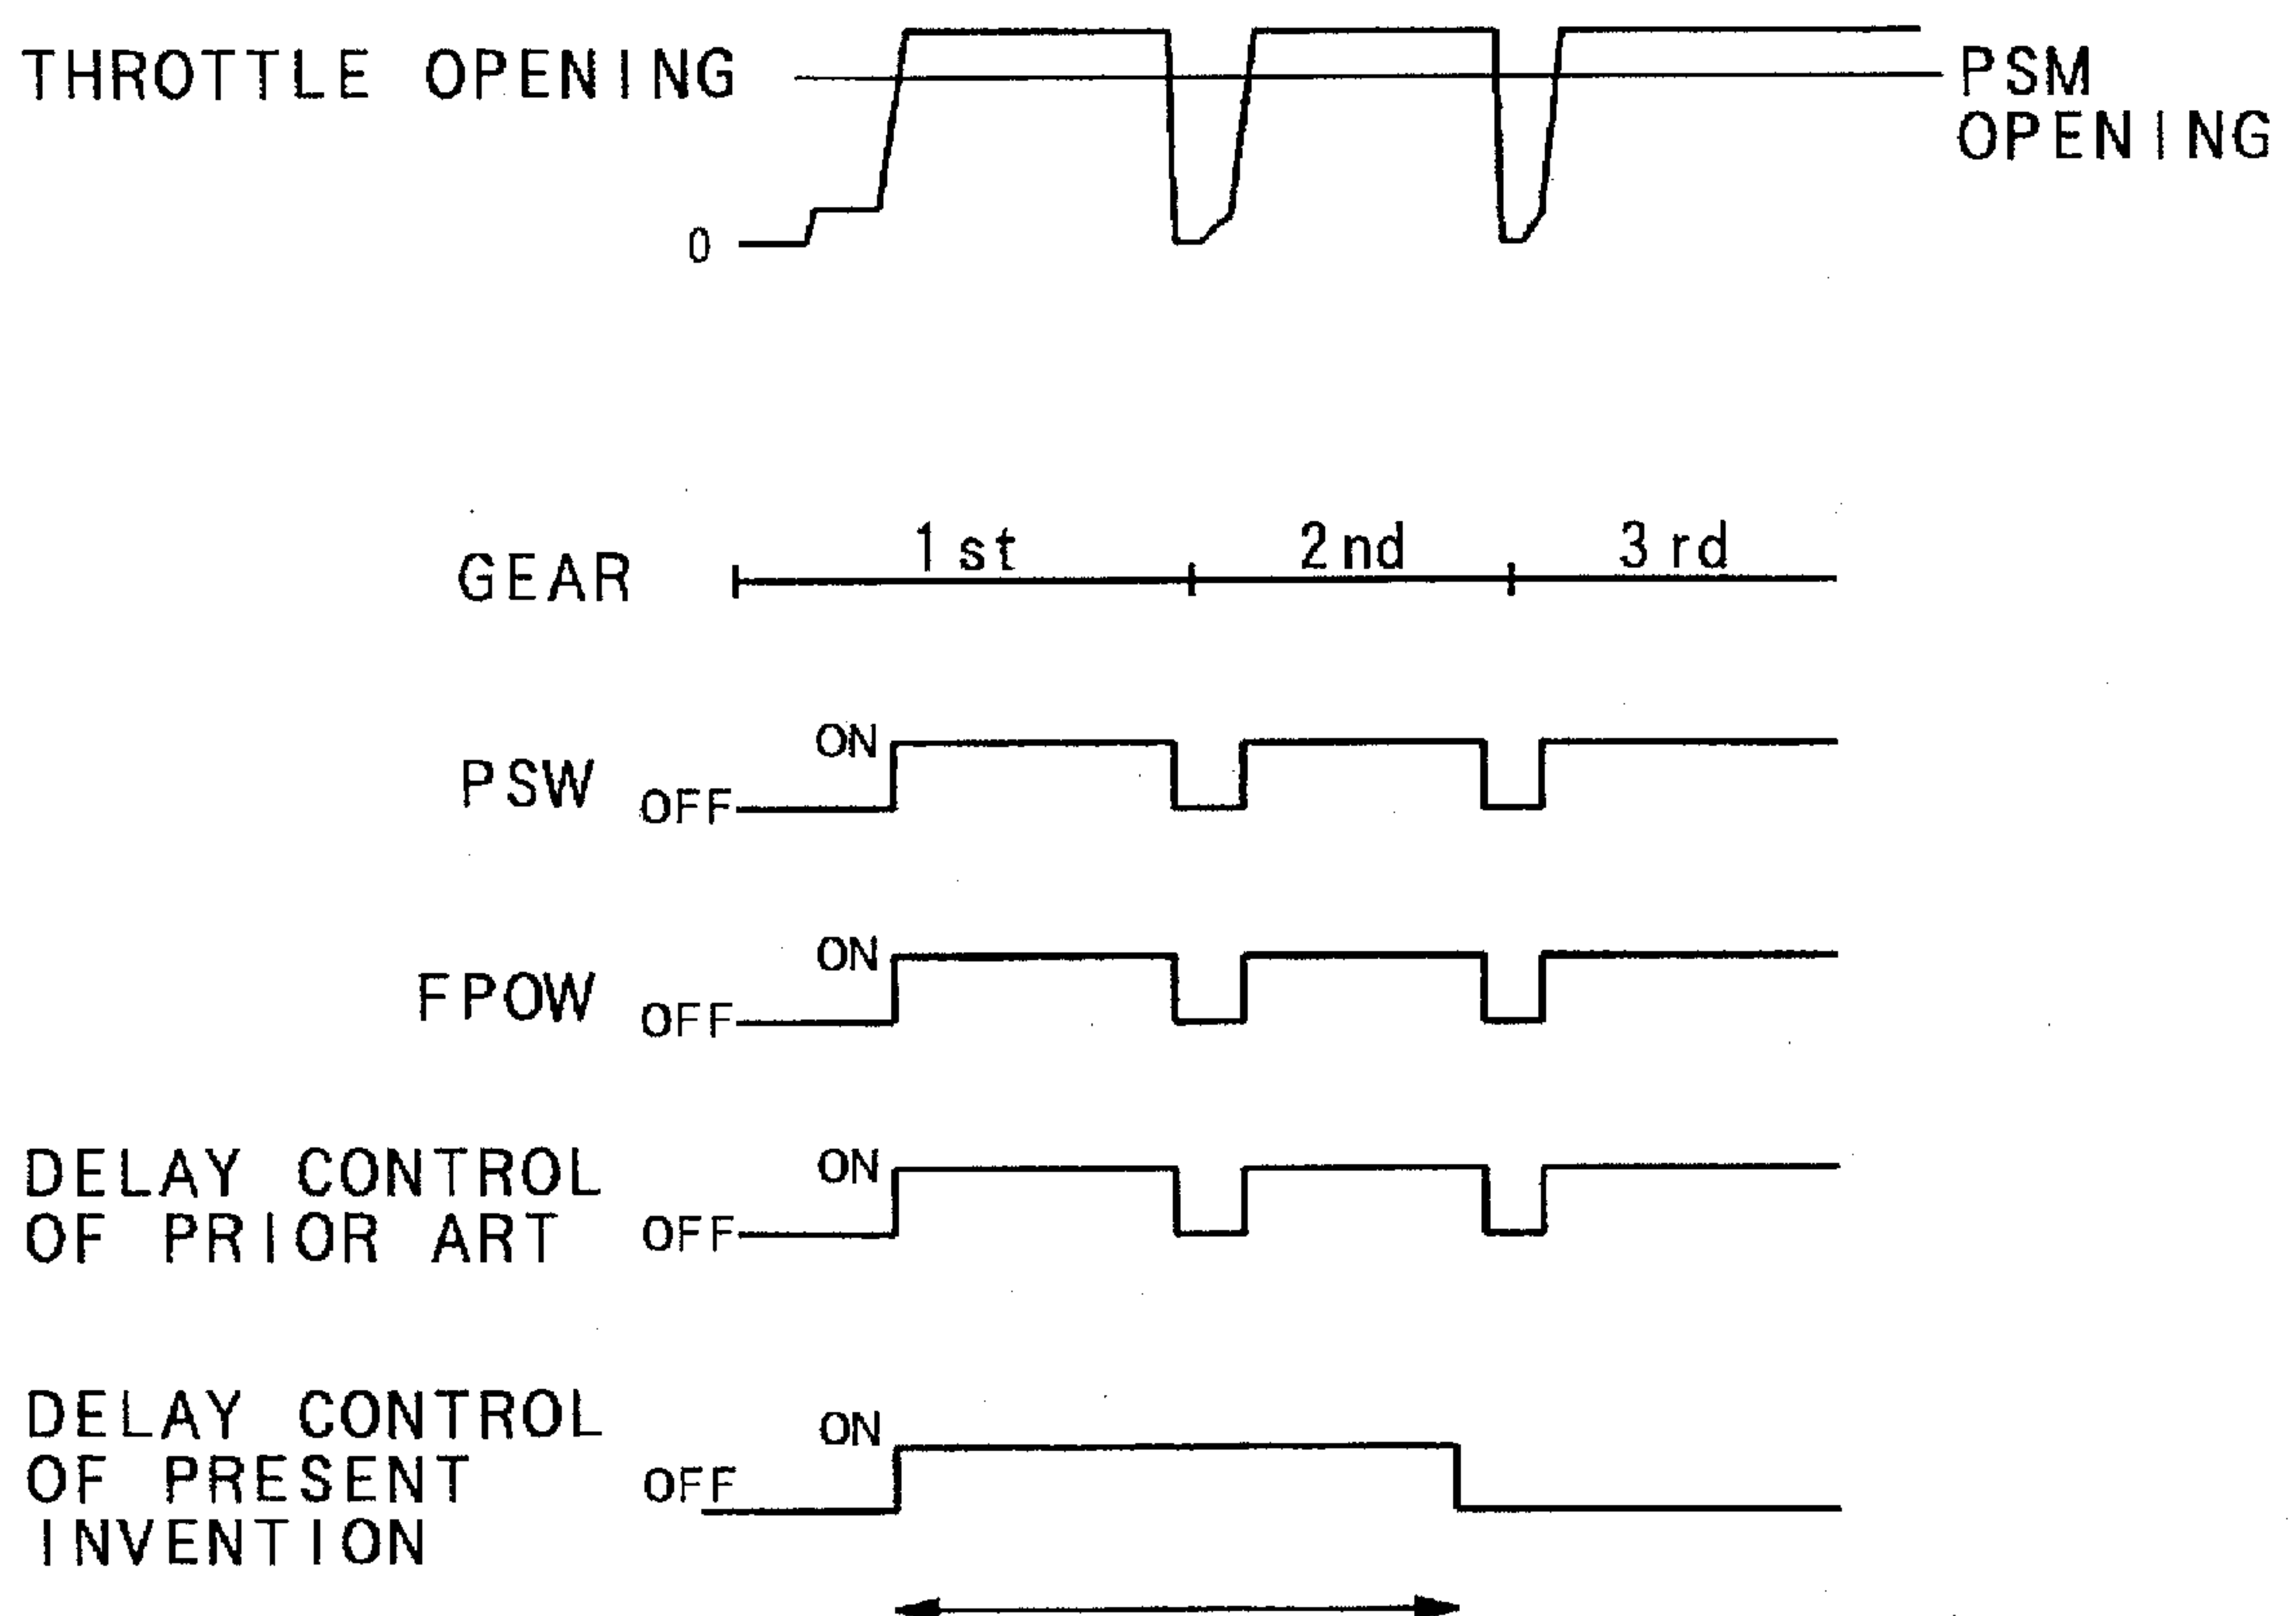 THROTTLE OPENING
PSM
OPENING
0
GEAR
1st
2nd
3rd
PSW
ON
OFF
FPOW
ON
OFF
DELAY CONTROL
OF PRIOR ART
ON
OFF
DELAY CONTROL
OF PRESENT
INVENTION
ON
OFF